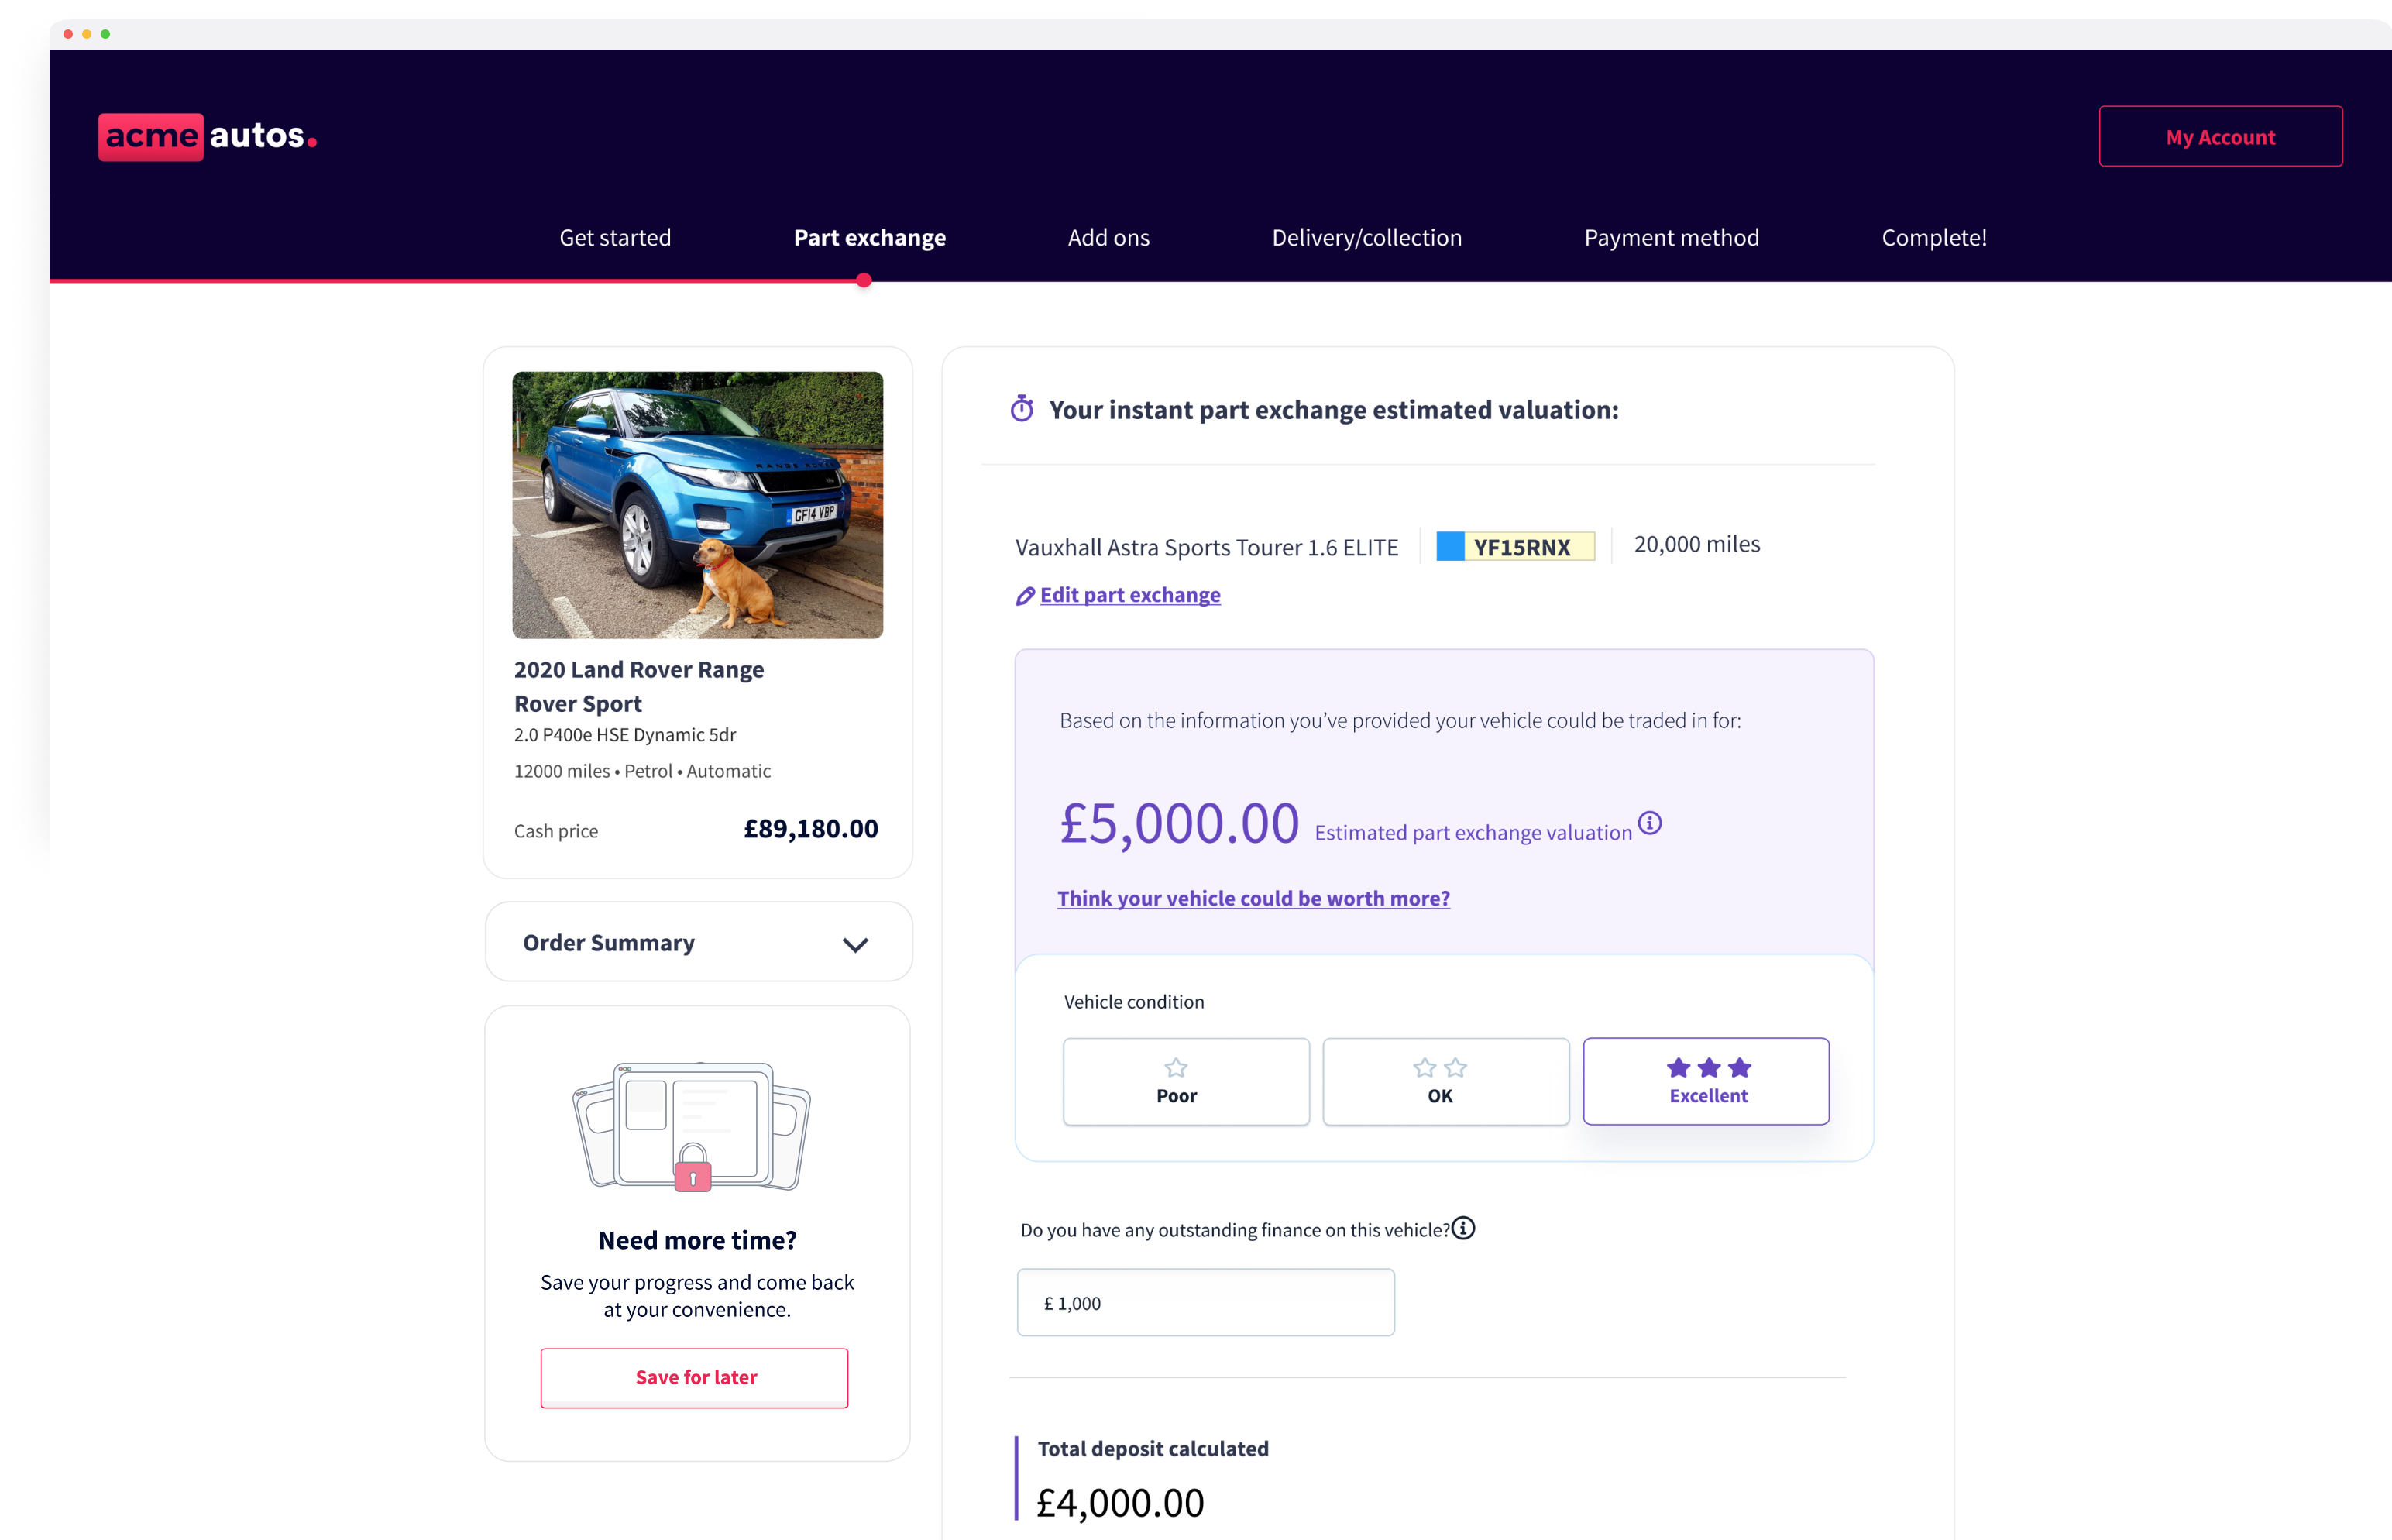 acme autos.
My Account
Get started
Part exchange
Add ons
Delivery/collection
Payment method
Complete!
RANGE ROVER
GF14 VBP
2020 Land Rover Range
Rover Sport
2.0 P400e HSE Dynamic 5dr
12000 miles • Petrol • Automatic
Cash price
£89,180.00
Order Summary
Need more time?
Save your progress and come back
at your convenience.
Save for later
Your instant part exchange estimated valuation:
Vauxhall Astra Sports Tourer 1.6 ELITE
YF15RNX
20,000 miles
Edit part exchange
Based on the information you’ve provided your vehicle could be traded in for:
£5,000.00 Estimated part exchange valuation
Think your vehicle could be worth more?
Vehicle condition
Poor
OK
Excellent
Do you have any outstanding finance on this vehicle?
£ 1,000
Total deposit calculated
£4,000.00